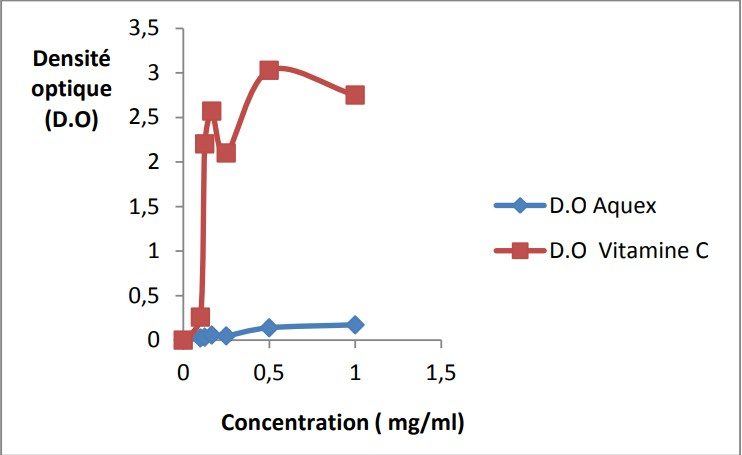 Densité
optique
(D.O)
3,5
3
2,5
2
1,5
1
0,5
0
0
0,5
1
1,5
Concentration ( mg/ml)
D.O Aquex
D.O Vitamine C